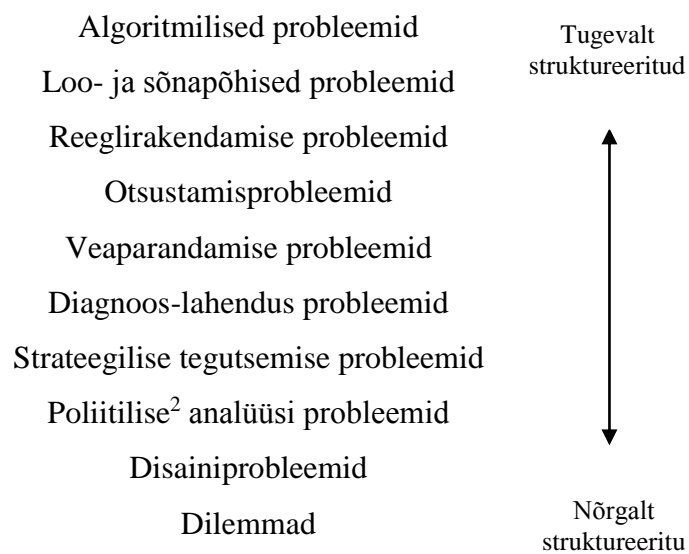 Algoritmilised probleemid
Loo- ja sõnapõhised probleemid
Reeglirakendamise probleemid
Otsustamisprobleemid
Veaparandamise probleemid
Diagnoos-lahendus probleemid
Strateegilise tegutsemise probleemid
Poliitilise² analüüsi probleemid
Disainiprobleemid
Dilemmad
Tugevalt
struktureeritud
Nõrgalt
struktureeritu